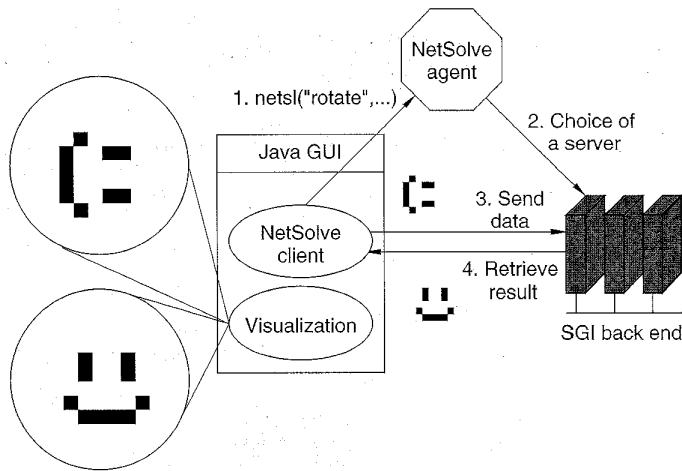 NetSolve
agent
1. netsl("rotate",...)
2. Choice of
a server
Java GUI
3. Send
data
NetSolve
client
4. Retrieve
result
Visualization
SGI back end